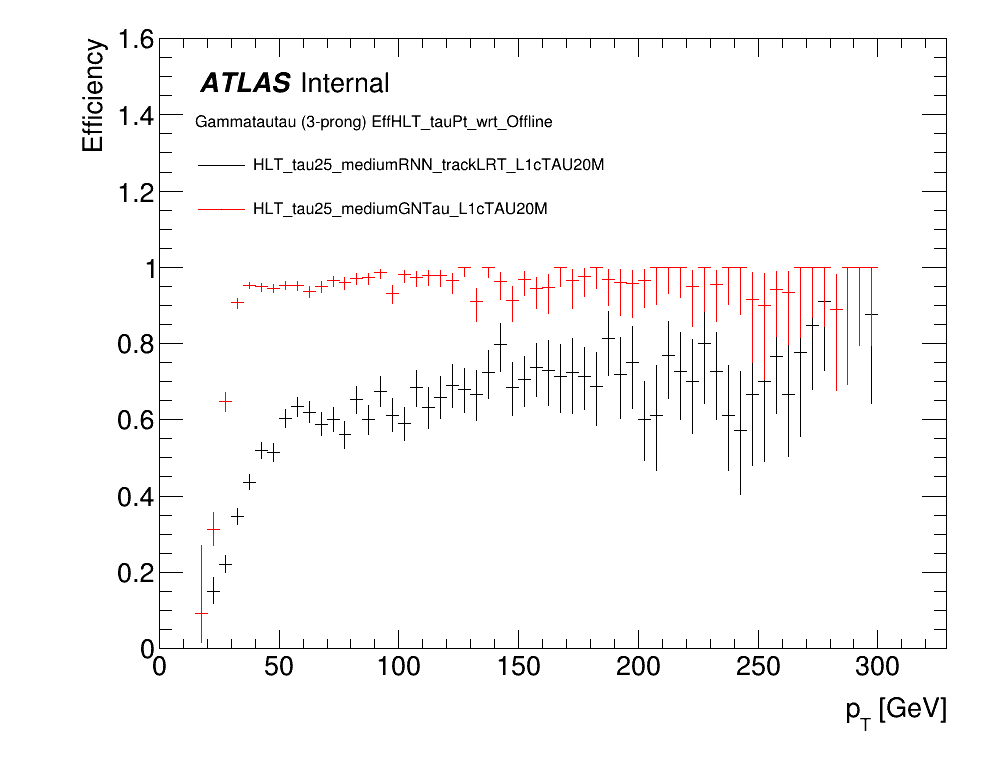 Efficiency
1.6
1.4
1.2
1
0.8
0.6
0.4
0.2
0
ATLAS Internal
Gammatautau (3-prong) EffHLT_tauPt_wrt_Offline
HLT_tau25_mediumRNN_trackLRT_L1cTAU20M
HLT_tau25_mediumGNTau_L1cTAU20M
0 50 100 150 200 250 300
p_T [GeV]